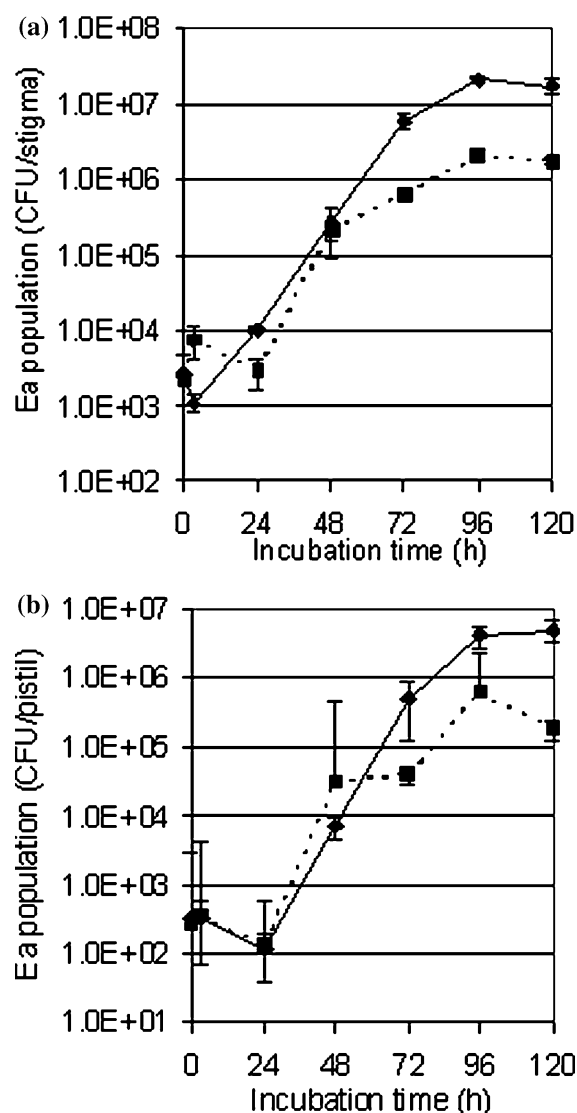 (a)
Ea population (CFU/stigma)
1.0E+08
1.0E+07
1.0E+06
1.0E+05
1.0E+04
1.0E+03
1.0E+02
0 24 48 72 96 120
Incubation time (h)
(b)
Ea population (CFU/pistil)
1.0E+07
1.0E+06
1.0E+05
1.0E+04
1.0E+03
1.0E+02
1.0E+01
0 24 48 72 96 120
Incubation time (h)